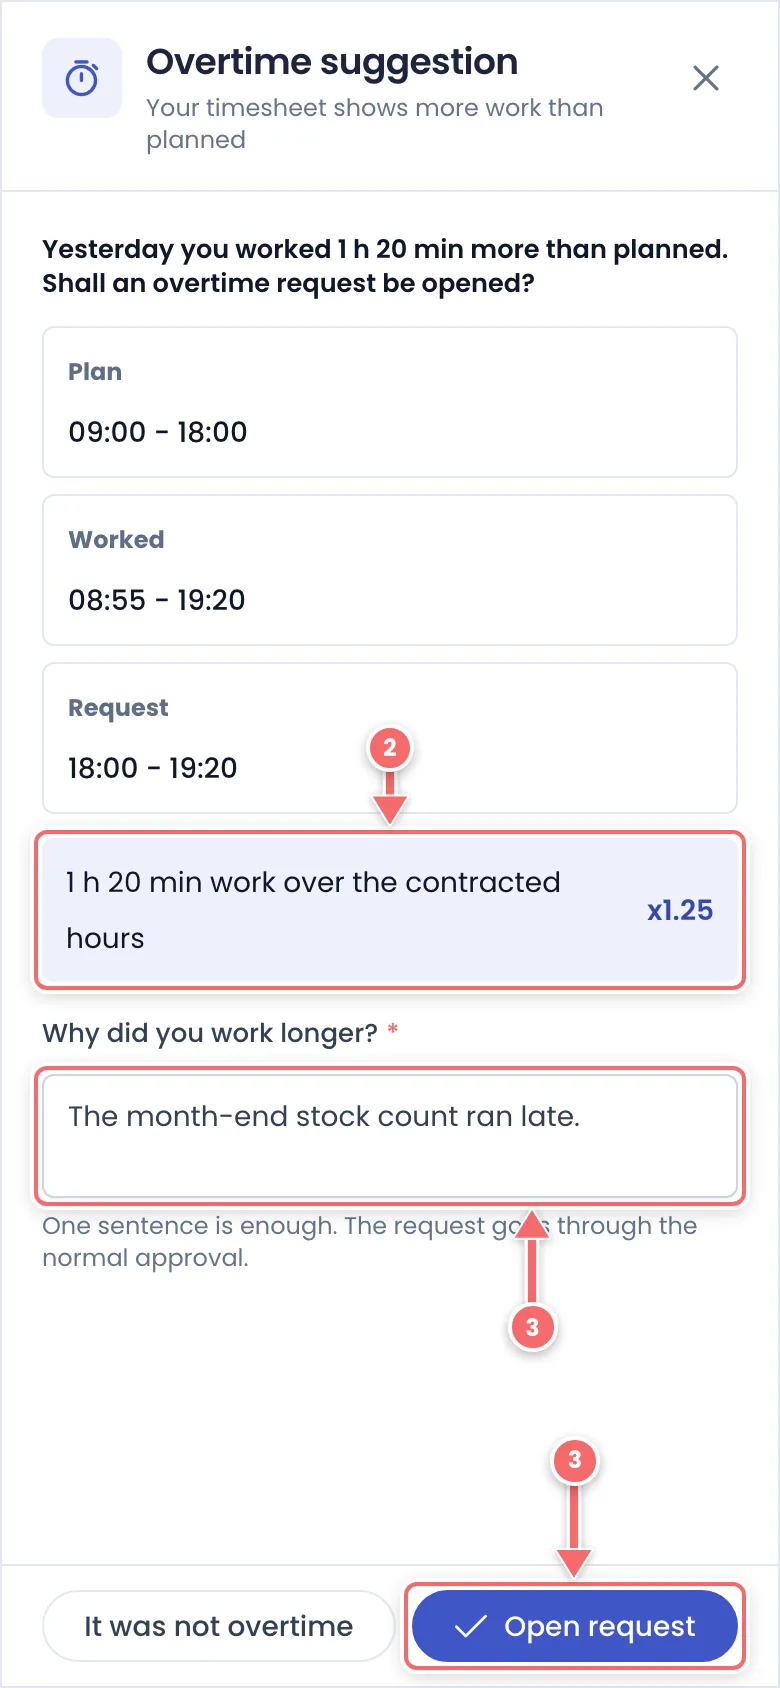 Overtime suggestion
Your timesheet shows more work than
planned
Yesterday you worked 1 h 20 min more than planned.
Shall an overtime request be opened?
Plan
09:00 - 18:00
Worked
08:55 - 19:20
Request
18:00 - 19:20
2
1 h 20 min work over the contracted
hours
x1.25
Why did you work longer? *
The month-end stock count ran late.
One sentence is enough. The request goes through the
normal approval.
3
3
It was not overtime
Open request